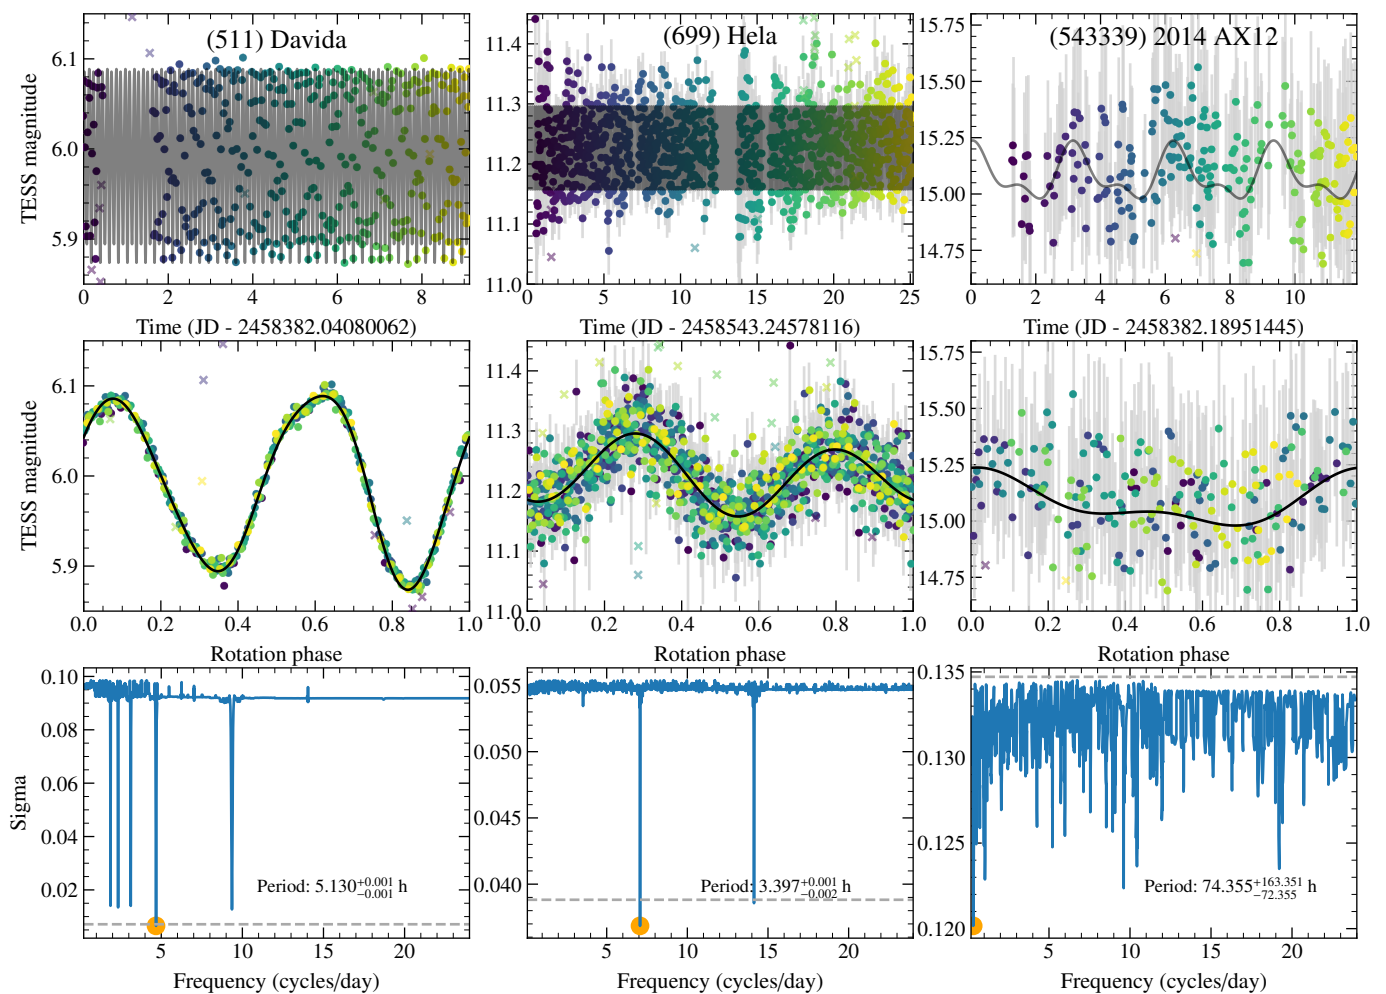 (511) Davida
(699) Hela
(543339) 2014 AX12
TESS magnitude
6.1
6.0
5.9
0 2 4 6 8
11.4
11.3
11.2
11.1
11.0
0 5 10 15 20 25
15.75
15.50
15.25
15.00
14.75
0 2 4 6 8 10
Time (JD - 2458382.04080062)
Time (JD - 2458543.24578116)
Time (JD - 2458382.18951445)
TESS magnitude
6.1
6.0
5.9
0.0 0.2 0.4 0.6 0.8 1.0
11.4
11.3
11.2
11.1
11.0
0.0 0.2 0.4 0.6 0.8 1.0
15.75
15.50
15.25
15.00
14.75
0.0 0.2 0.4 0.6 0.8 1.0
Rotation phase
Rotation phase
Rotation phase
Sigma
0.10
0.08
0.06
0.04
0.02
5 10 15 20
Period: 5.130+0.001 −0.001 h
0.055
0.050
0.045
0.040
5 10 15 20
Period: 3.397+0.001 −0.002 h
0.135
0.130
0.125
0.120
5 10 15 20
Period: 74.355+163.351 −72.355 h
Frequency (cycles/day)
Frequency (cycles/day)
Frequency (cycles/day)